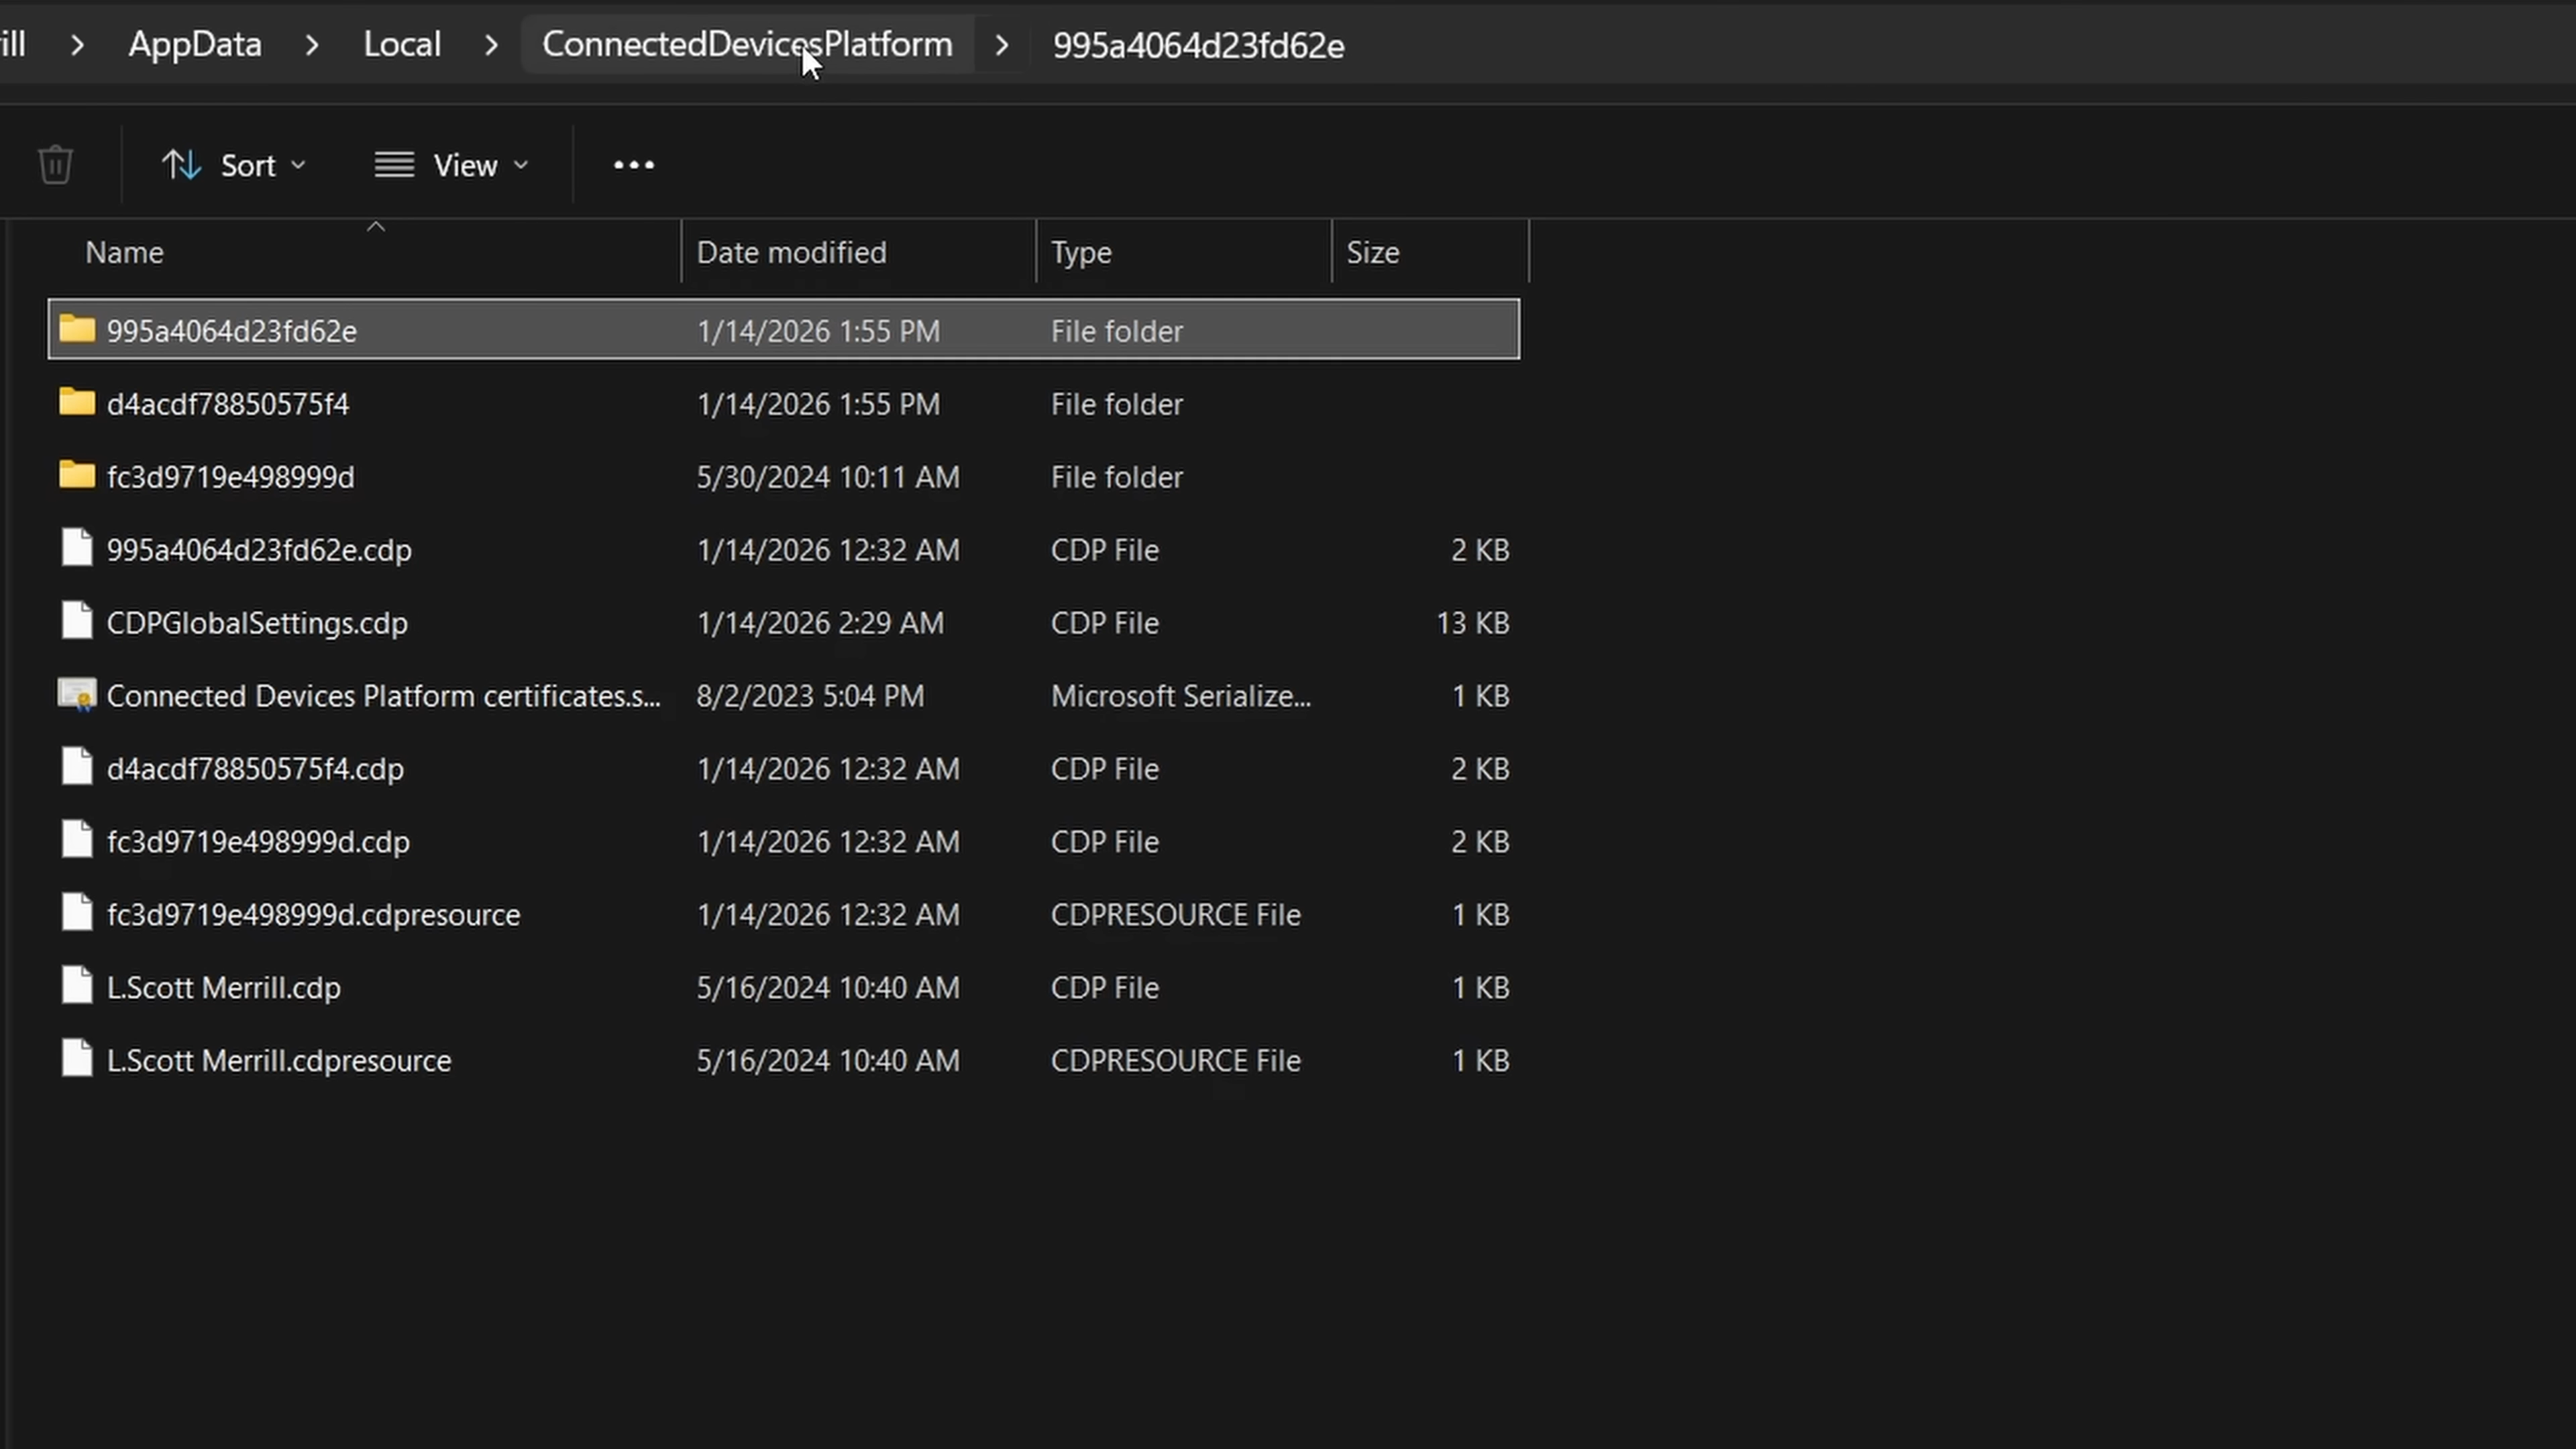 ill > AppData > Local > ConnectedDevicesPlatform > 995a4064d23fd62e
Sort View ...
Name Date modified Type Size
995a4064d23fd62e 1/14/2026 1:55 PM File folder
d4acdf78850575f4 1/14/2026 1:55 PM File folder
fc3d9719e498999d 5/30/2024 10:11 AM File folder
995a4064d23fd62e.cdp 1/14/2026 12:32 AM CDP File 2 KB
CDPGlobalSettings.cdp 1/14/2026 2:29 AM CDP File 13 KB
Connected Devices Platform certificates.s... 8/2/2023 5:04 PM Microsoft Serialize... 1 KB
d4acdf78850575f4.cdp 1/14/2026 12:32 AM CDP File 2 KB
fc3d9719e498999d.cdp 1/14/2026 12:32 AM CDP File 2 KB
fc3d9719e498999d.cdpresource 1/14/2026 12:32 AM CDPRESOURCE File 1 KB
L.Scott Merrill.cdp 5/16/2024 10:40 AM CDP File 1 KB
L.Scott Merrill.cdpresource 5/16/2024 10:40 AM CDPRESOURCE File 1 KB